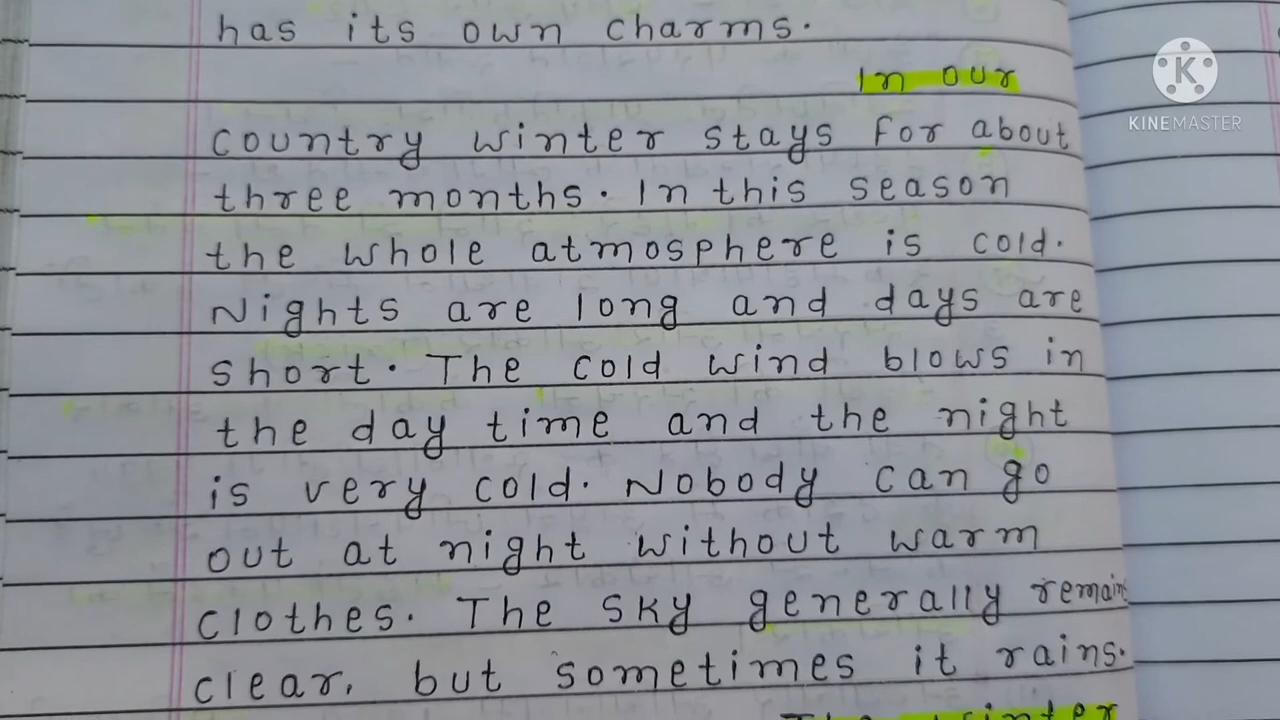 has its own charms.
In our
country winter stays for about
three months. In this season
the whole atmosphere is cold.
Nights are long and days are
short. The cold wind blows in
the day time and the night
is very cold. Nobody can go
out at night without warm
clothes. The sky generally remains
clear, but sometimes it rains.
winter
K
KINEMASTER